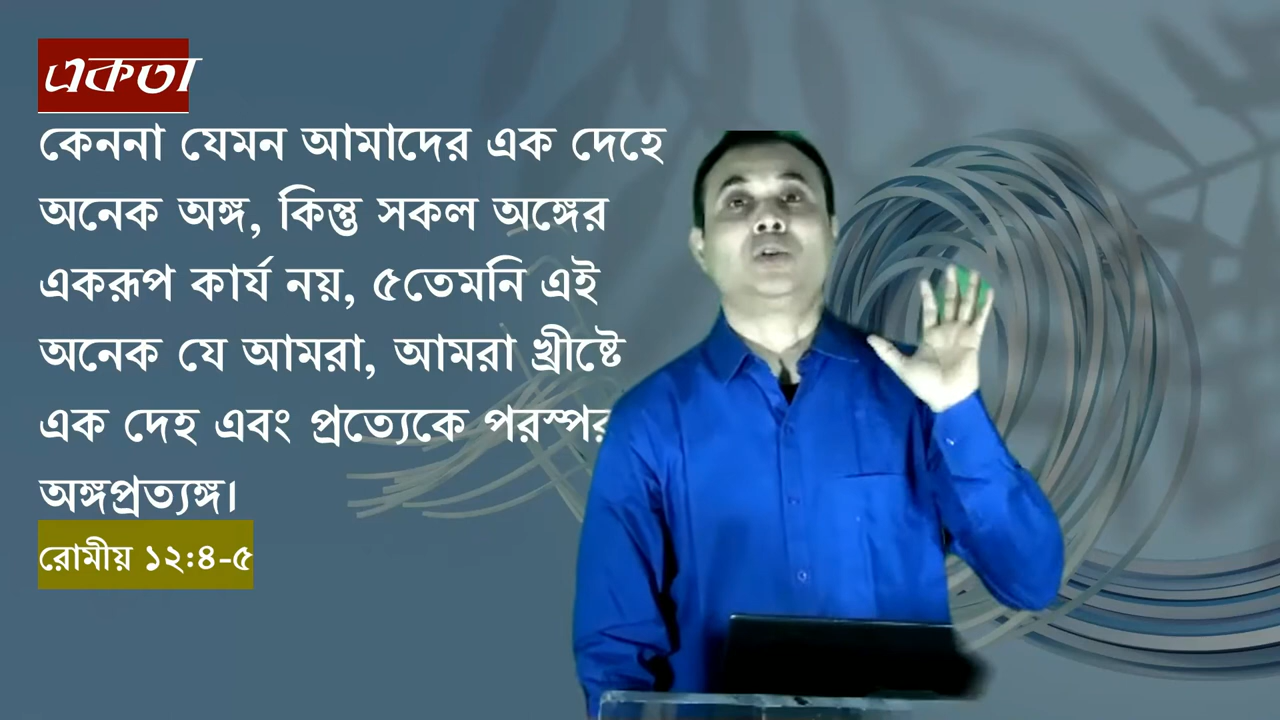 একতা
কেননা যেমন আমাদের এক দেহে
অনেক অঙ্গ, কিন্তু সকল অঙ্গের
একরূপ কার্য নয়, ৫তেমনি এই
অনেক যে আমরা, আমরা খ্রীষ্টে
এক দেহ এবং প্রত্যেকে পরস্পর
অঙ্গপ্রত্যঙ্গ।
রোমীয় ১২:৪-৫